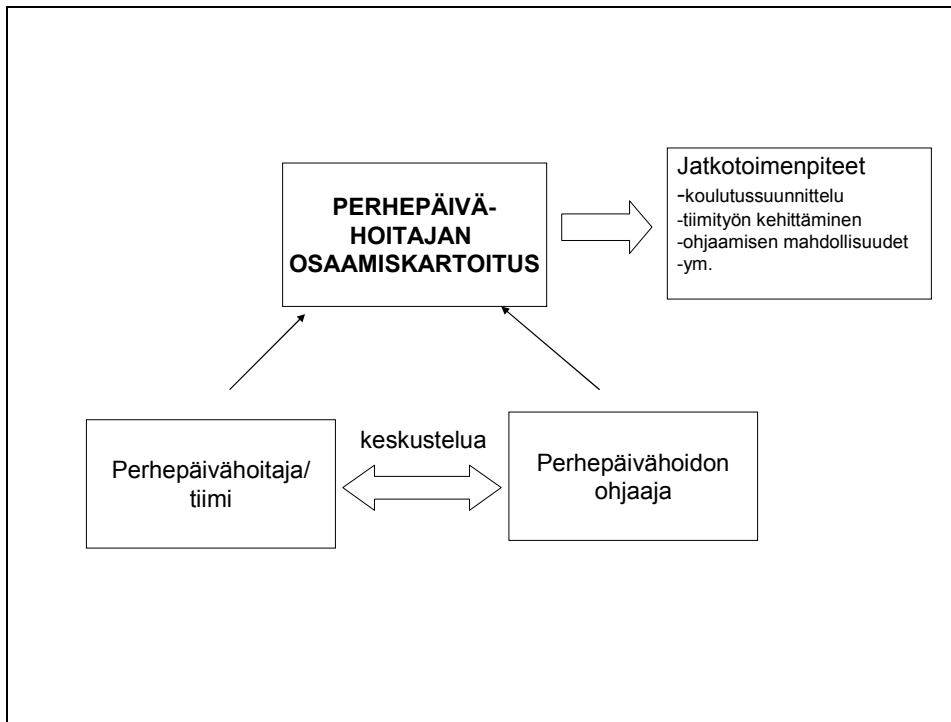 PERHEPÄIVÄ-
HOITAJAN
OSAAMISKARTOITUS
Jatkotoimenpiteet
-koulutussuunnittelu
-tiimityön kehittäminen
-ohjaamisen mahdollisuudet
-ym.
Perhepäivähoitaja/
tiimi
keskustelua
Perhepäivähoidon
ohjaaja